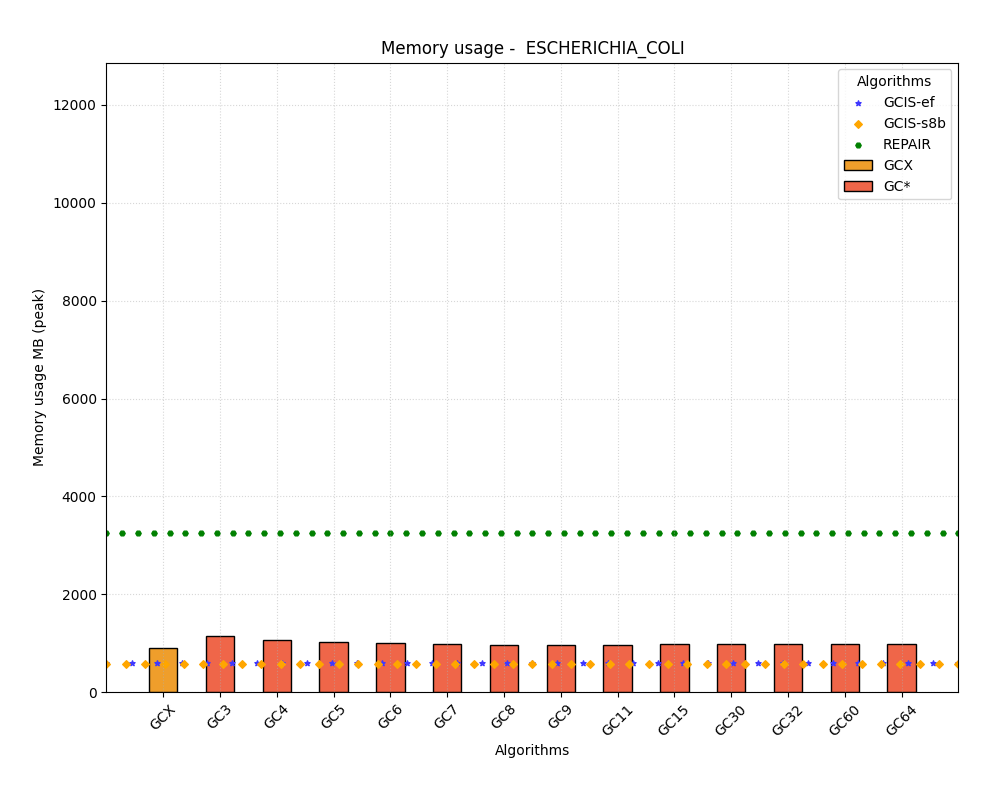 Memory usage -  ESCHERICHIA_COLI
Algorithms
GCIS-ef
GCIS-s8b
REPAIR
GCX
GC*
Memory usage MB (peak)
12000
10000
8000
6000
4000
2000
0
GCX
GC3
GC4
GC5
GC6
GC7
GC8
GC9
GC11
GC15
GC30
GC32
GC60
GC64
Algorithms